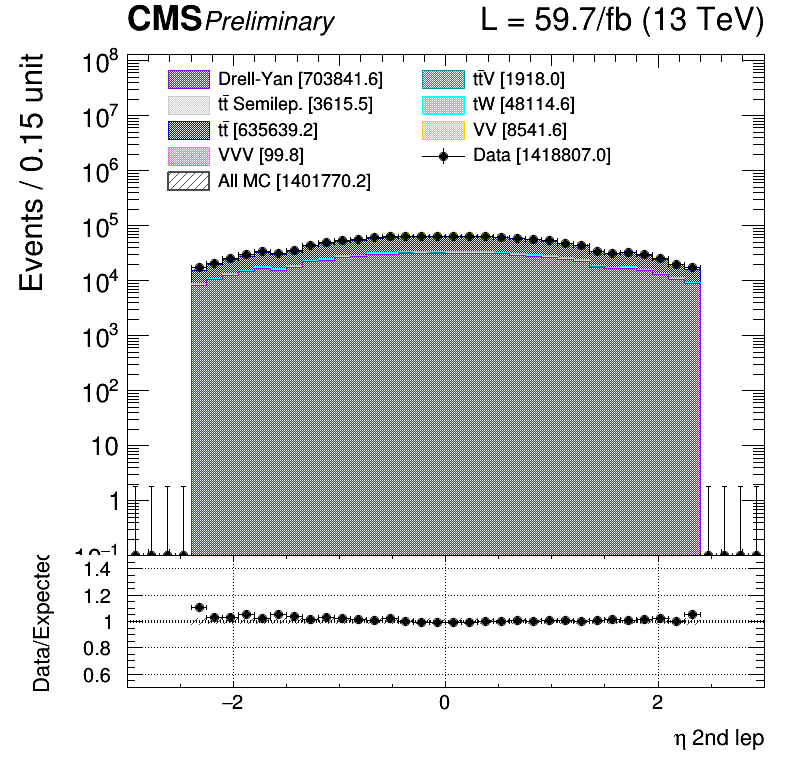 CMS Preliminary L = 59.7/fb (13 TeV)
Events / 0.15 unit
10⁸
10⁷
10⁶
10⁵
10⁴
10³
10²
10
1
10⁻¹
Drell-Yan [703841.6]
tt̄ Semilep. [3615.5]
tt̄ [635639.2]
VVV [99.8]
All MC [1401770.2]
tt̄V [1918.0]
tW [48114.6]
VV [8541.6]
Data [1418807.0]
Data/Expected
1.4
1.2
1
0.8
0.6
−2 0 2
η 2nd lep